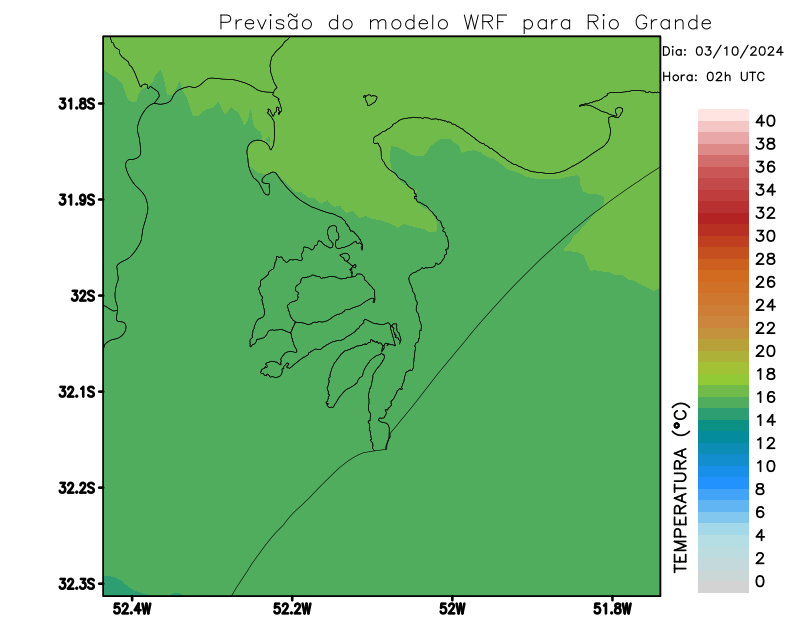 Previsão do modelo WRF para Rio Grande
Dia: 03/10/2024
Hora: 02h UTC
31.8S
31.9S
32S
32.1S
32.2S
32.3S
52.4W
52.2W
52W
51.8W
TEMPERATURA (°C)
40
38
36
34
32
30
28
26
24
22
20
18
16
14
12
10
8
6
4
2
0